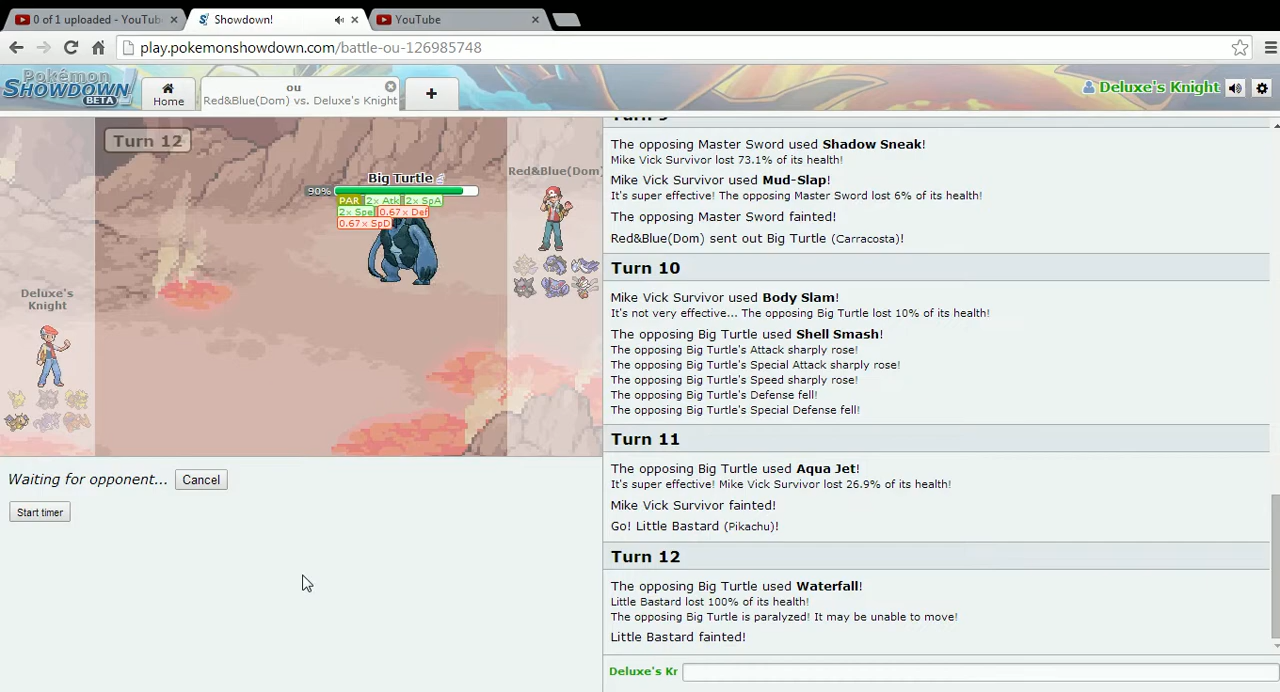 0 of 1 uploaded - YouTub
Showdown!
YouTube
play.pokemonshowdown.com/battle-ou-126985748
Pokémon
SHOWDOWN
BETA
Home
ou
Red&Blue(Dom) vs. Deluxe's Knight
+
Deluxe's Knight
Turn 12
Big Turtle
90%
PAR 2x Atk 2x SpA
2x Spe 0.67x Def
0.67x SpD
Red&Blue(Dom)
Deluxe's
Knight
Waiting for opponent... Cancel
Start timer
Turn 9
The opposing Master Sword used Shadow Sneak!
Mike Vick Survivor lost 73.1% of its health!
Mike Vick Survivor used Mud-Slap!
It's super effective! The opposing Master Sword lost 6% of its health!
The opposing Master Sword fainted!
Red&Blue(Dom) sent out Big Turtle (Carracosta)!
Turn 10
Mike Vick Survivor used Body Slam!
It's not very effective... The opposing Big Turtle lost 10% of its health!
The opposing Big Turtle used Shell Smash!
The opposing Big Turtle's Attack sharply rose!
The opposing Big Turtle's Special Attack sharply rose!
The opposing Big Turtle's Speed sharply rose!
The opposing Big Turtle's Defense fell!
The opposing Big Turtle's Special Defense fell!
Turn 11
The opposing Big Turtle used Aqua Jet!
It's super effective! Mike Vick Survivor lost 26.9% of its health!
Mike Vick Survivor fainted!
Go! Little Bastard (Pikachu)!
Turn 12
The opposing Big Turtle used Waterfall!
Little Bastard lost 100% of its health!
The opposing Big Turtle is paralyzed! It may be unable to move!
Little Bastard fainted!
Deluxe's Kr